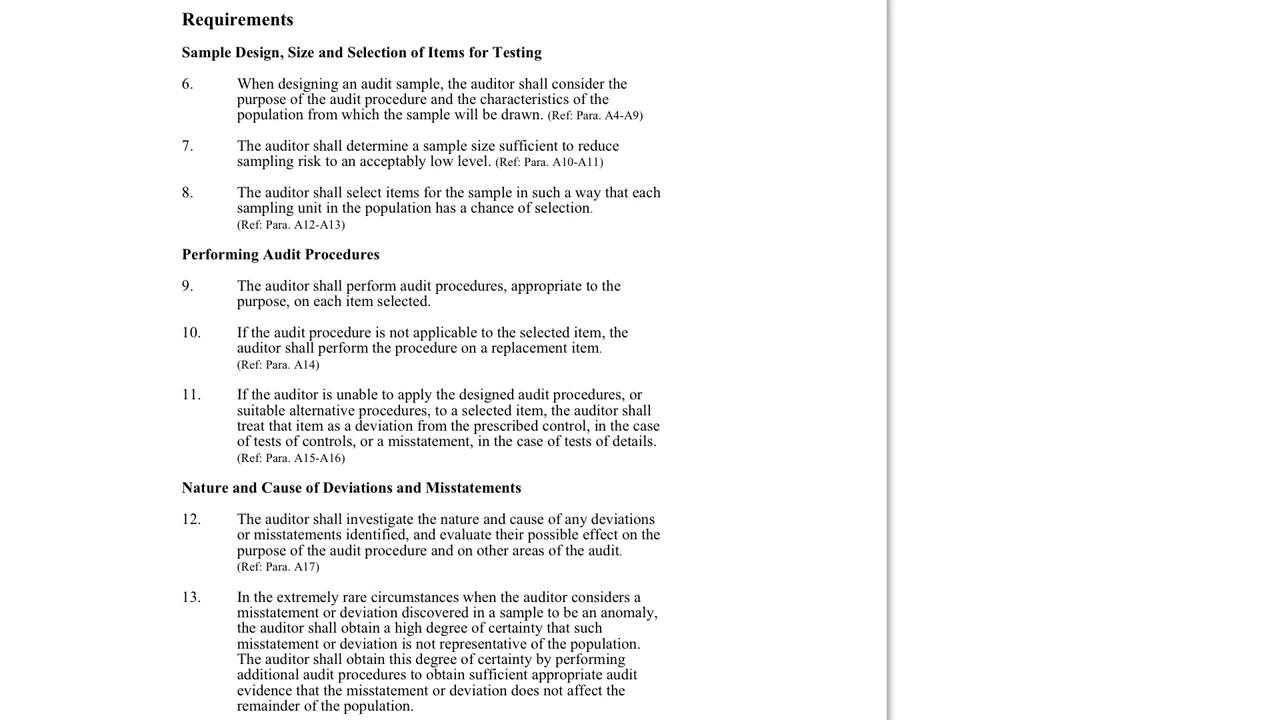 Requirements
Sample Design, Size and Selection of Items for Testing
6. When designing an audit sample, the auditor shall consider the
purpose of the audit procedure and the characteristics of the
population from which the sample will be drawn. (Ref: Para. A4-A9)
7. The auditor shall determine a sample size sufficient to reduce
sampling risk to an acceptably low level. (Ref: Para. A10-A11)
8. The auditor shall select items for the sample in such a way that each
sampling unit in the population has a chance of selection.
(Ref: Para. A12-A13)
Performing Audit Procedures
9. The auditor shall perform audit procedures, appropriate to the
purpose, on each item selected.
10. If the audit procedure is not applicable to the selected item, the
auditor shall perform the procedure on a replacement item.
(Ref: Para. A14)
11. If the auditor is unable to apply the designed audit procedures, or
suitable alternative procedures, to a selected item, the auditor shall
treat that item as a deviation from the prescribed control, in the case
of tests of controls, or a misstatement, in the case of tests of details.
(Ref: Para. A15-A16)
Nature and Cause of Deviations and Misstatements
12. The auditor shall investigate the nature and cause of any deviations
or misstatements identified, and evaluate their possible effect on the
purpose of the audit procedure and on other areas of the audit.
(Ref: Para. A17)
13. In the extremely rare circumstances when the auditor considers a
misstatement or deviation discovered in a sample to be an anomaly,
the auditor shall obtain a high degree of certainty that such
misstatement or deviation is not representative of the population.
The auditor shall obtain this degree of certainty by performing
additional audit procedures to obtain sufficient appropriate audit
evidence that the misstatement or deviation does not affect the
remainder of the population.